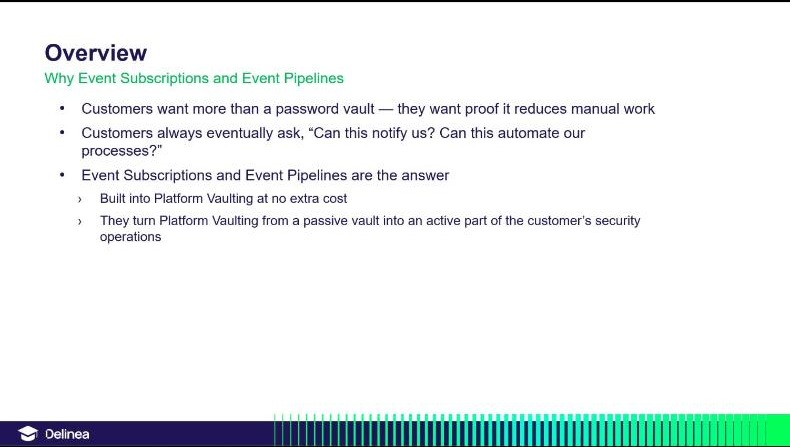 Overview
Why Event Subscriptions and Event Pipelines
• Customers want more than a password vault — they want proof it reduces manual work
• Customers always eventually ask, “Can this notify us? Can this automate our
processes?”
• Event Subscriptions and Event Pipelines are the answer
› Built into Platform Vaulting at no extra cost
› They turn Platform Vaulting from a passive vault into an active part of the customer’s security
operations
Delinea